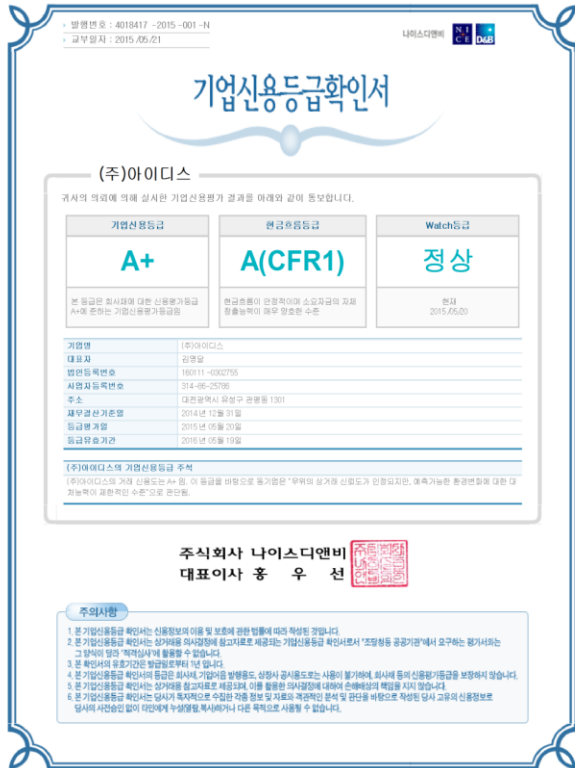 발행번호 : 4018417 -2015 -001 -N
교부일자 : 2015 /05/21
나이스디앤비 NICE D&B
기업신용등급확인서
(주)아이디스
귀사의 의뢰에 의해 실시한 기업신용평가 결과를 아래와 같이 통보합니다.
기업신용등급 현금흐름등급 Watch등급
A+ A(CFR1) 정상
본 등급은 회사채에 대한 신용평가등급 A+에 준하는 기업신용평가등급임
현금흐름이 안정적이며 소요자금의 자체 창출능력이 매우 양호한 수준
현재
2015/05/20
기업명 (주)아이디스
대표자 김영달
법인등록번호 160111 -0302755
사업자등록번호 314-86-25786
주소 대전광역시 유성구 관평동 1301
재무결산기준일 2014 년 12월 31일
등급평가일 2015 년 05월 20일
등급유효기간 2016 년 05월 19일
(주)아이디스의 기업신용등급 주석
(주)아이디스의 거래 신용도는 A+ 임. 이 등급을 바탕으로 동기업은 "우위의 상거래 신뢰도가 인정되지만, 예측가능한 환경변화에 대한 대
처능력이 제한적인 수준"으로 판단됨.
주식회사 나이스디앤비
대표이사 홍 우 선
주의사항
1. 본 기업신용등급 확인서는 신용정보의 이용 및 보호에 관한 법률에 따라 작성된 것입니다.
2. 본 기업신용등급 확인서는 상거래용 의사결정에 참고자료로 제공되는 기업신용등급 확인서로서 "조달청등 공공기관"에서 요구하는 평가서와는
그 양식이 달라 "적격심사"에 활용할 수 없습니다.
3. 본 확인서의 유효기간은 발급일로부터 1년 입니다.
4. 본 기업신용등급 확인서의 등급은 회사채, 기업어음 발행용도, 상장사 공시용도로는 사용이 불가하며, 회사채 등의 신용평가등급을 보장하지 않습니다.
5. 본 기업신용등급 확인서는 상거래용 참고자료로 제공되며, 이를 활용한 의사결정에 대하여 손해배상의 책임을 지지 않습니다.
6. 본 기업신용등급 확인서는 당사가 독자적으로 수집한 각종 정보 및 자료와 객관적인 분석 및 판단을 바탕으로 작성된 당사 고유의 신용정보로
당사의 사전승인 없이 타인에게 누설(열람,복사)하거나 다른 목적으로 사용될 수 없습니다.